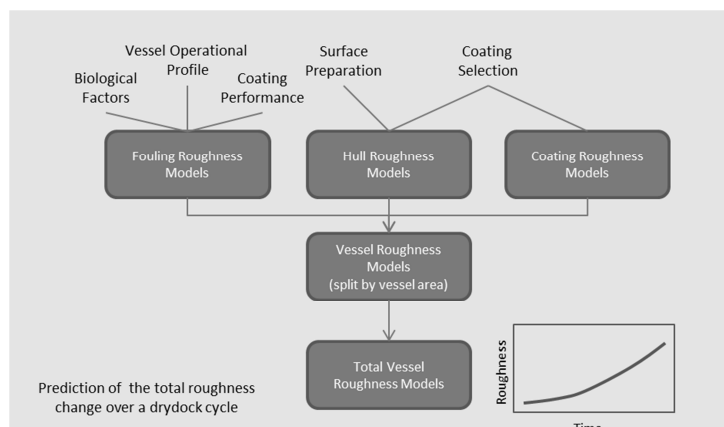 Vessel Operational
Profile
Biological
Factors
Coating
Performance
Surface
Preparation
Coating
Selection
Fouling Roughness
Models
Hull Roughness
Models
Coating Roughness
Models
Vessel Roughness
Models
(split by vessel area)
Total Vessel
Roughness Models
Prediction of the total roughness
change over a drydock cycle
Roughness
Time